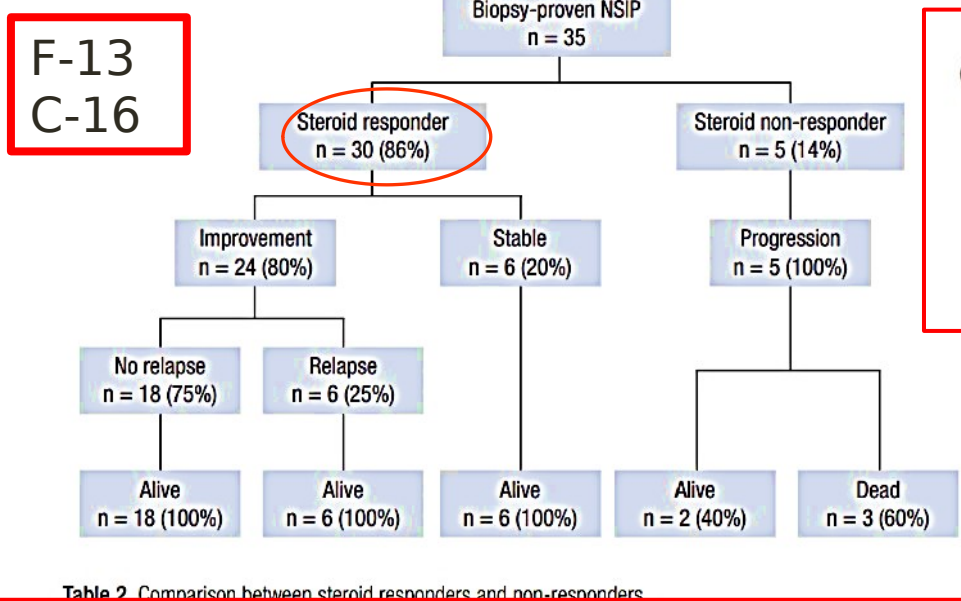 F-13
C-16
Biopsy-proven NSIP
n = 35
Steroid responder
n = 30 (86%)
Steroid non-responder
n = 5 (14%)
Improvement
n = 24 (80%)
Stable
n = 6 (20%)
Progression
n = 5 (100%)
No relapse
n = 18 (75%)
Relapse
n = 6 (25%)
Alive
n = 18 (100%)
Alive
n = 6 (100%)
Alive
n = 6 (100%)
Alive
n = 2 (40%)
Dead
n = 3 (60%)
Table 2 Comparison between steroid responders and non-responders